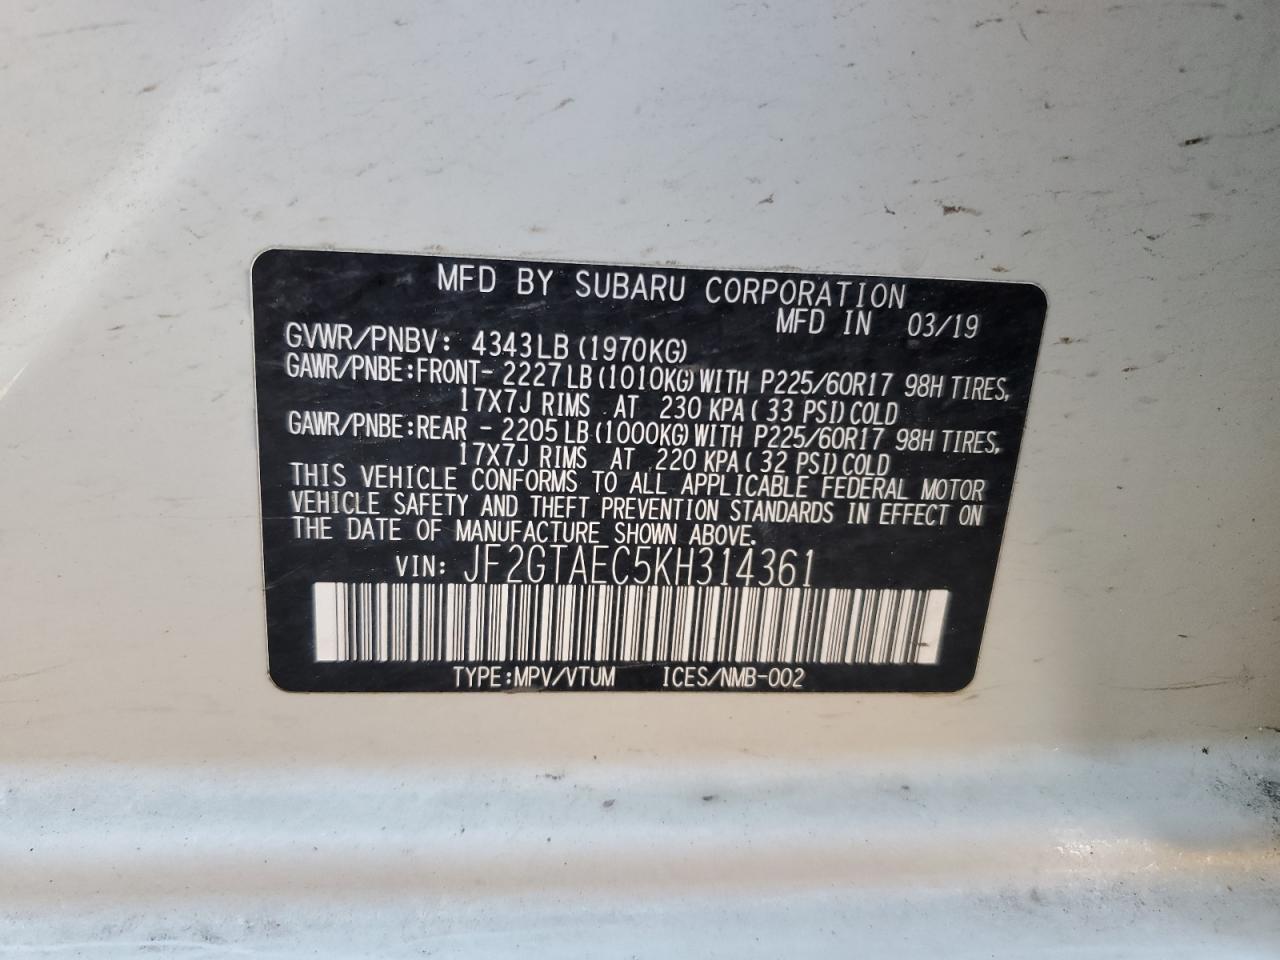 MFD BY SUBARU CORPORATION
MFD IN 03/19
GVWR/PNBV: 4343LB (1970KG)
GAWR/PNBE:FRONT- 2227LB (1010KG) WITH P225/60R17 98H TIRES,
17X7J RIMS AT 230 KPA ( 33 PSI) COLD
GAWR/PNBE:REAR - 2205LB (1000KG) WITH P225/60R17 98H TIRES,
17X7J RIMS AT 220 KPA ( 32 PSI) COLD
THIS VEHICLE CONFORMS TO ALL APPLICABLE FEDERAL MOTOR
VEHICLE SAFETY AND THEFT PREVENTION STANDARDS IN EFFECT ON
THE DATE OF MANUFACTURE SHOWN ABOVE.
VIN: JF2GTAEC5KH314361
TYPE:MPV/VTUM ICES/NMB-002